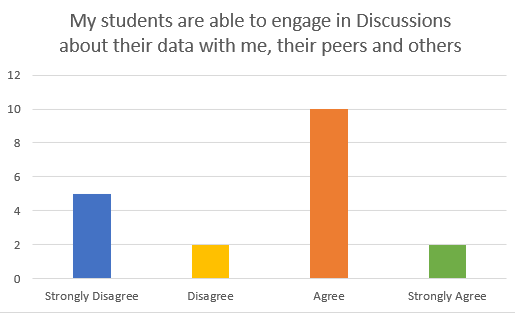 My students are able to engage in Discussions
about their data with me, their peers and others
12
10
8
6
4
2
0
Strongly Disagree Disagree Agree Strongly Agree